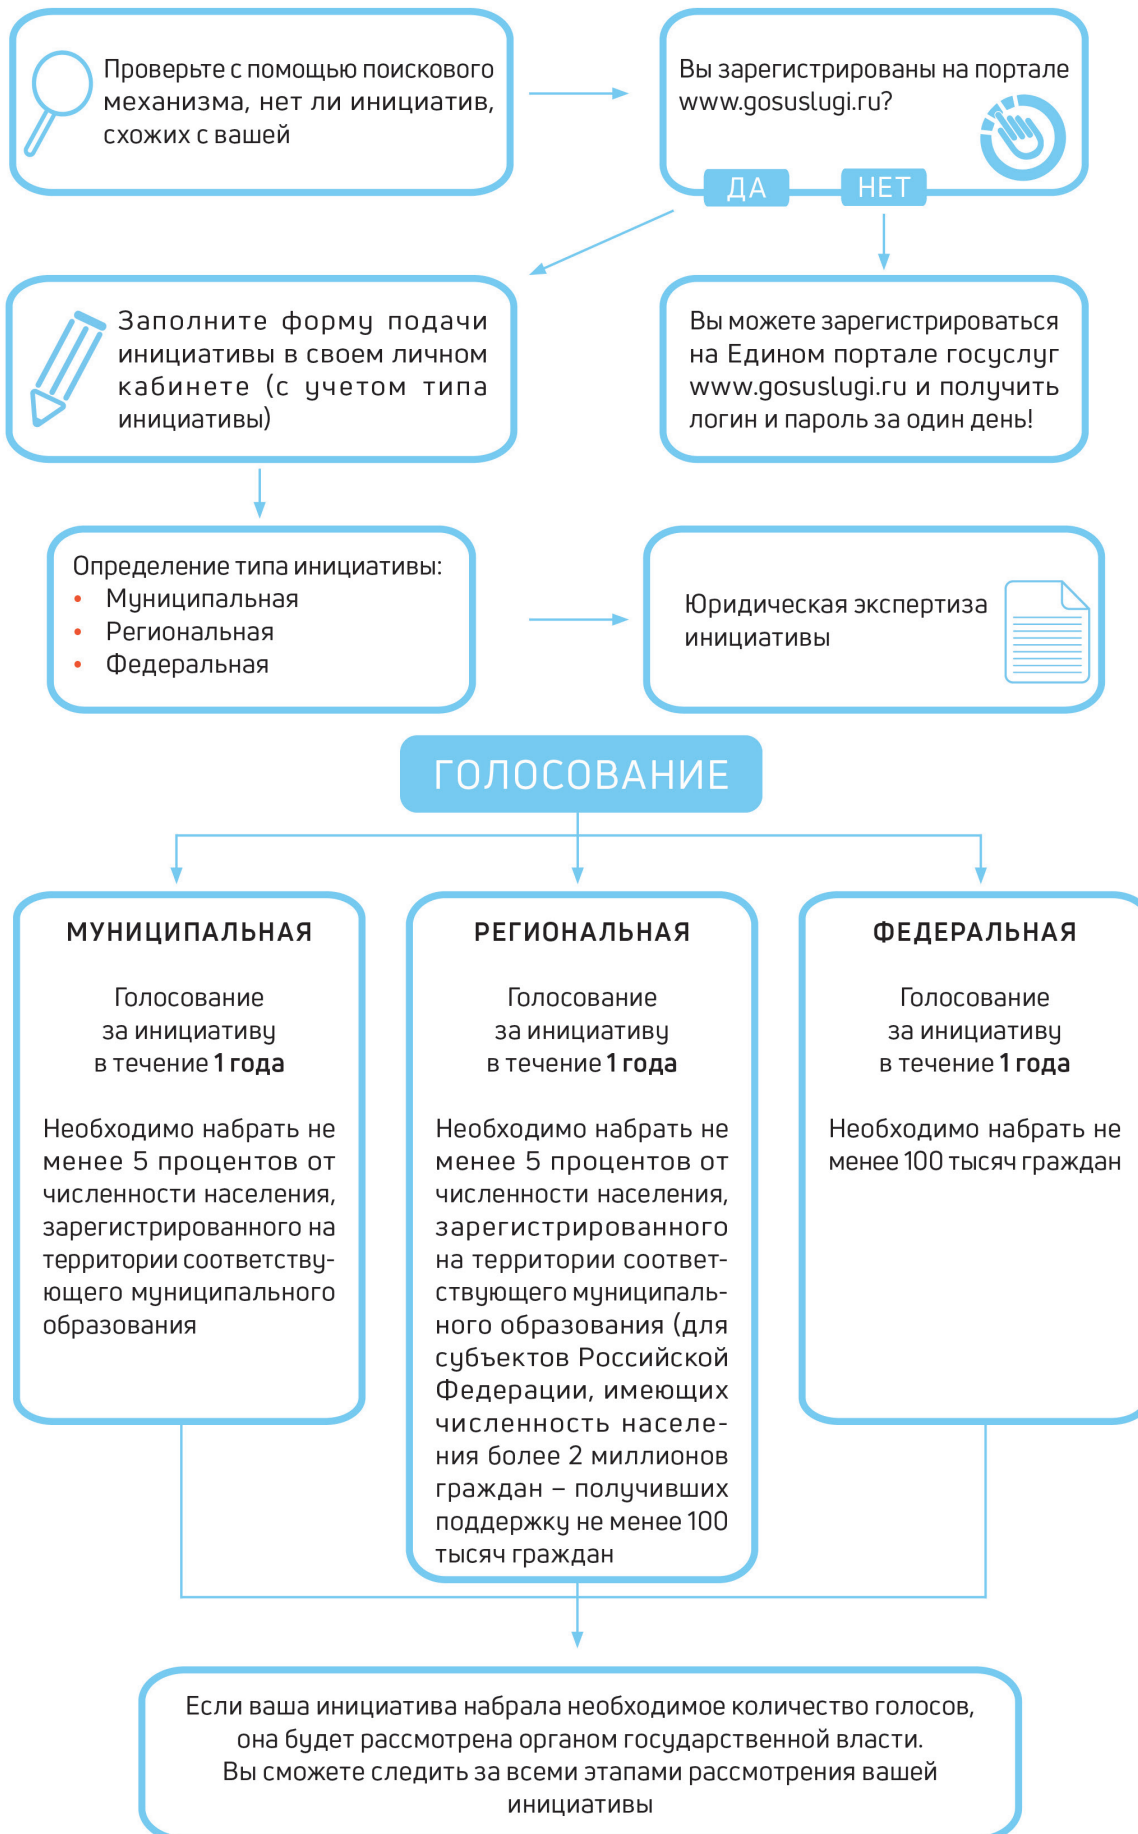 Проверьте с помощью поискового
механизма, нет ли инициатив,
схожих с вашей
Вы зарегистрированы на портале
www.gosuslugi.ru?
ДА
НЕТ
Заполните форму подачи
инициативы в своем личном
кабинете (с учетом типа
инициативы)
Вы можете зарегистрироваться
на Едином портале госуслуг
www.gosuslugi.ru и получить
логин и пароль за один день!
Определение типа инициативы:
• Муниципальная
• Региональная
• Федеральная
Юридическая экспертиза
инициативы
ГОЛОСОВАНИЕ
МУНИЦИПАЛЬНАЯ
Голосование
за инициативу
в течение 1 года
Необходимо набрать не
менее 5 процентов от
численности населения,
зарегистрированного на
территории соответству-
ющего муниципального
образования
РЕГИОНАЛЬНАЯ
Голосование
за инициативу
в течение 1 года
Необходимо набрать не
менее 5 процентов от
численности населения,
зарегистрированного
на территории соответ-
ствующего муниципаль-
ного образования (для
субъектов Российской
Федерации, имеющих
численность населе-
ния более 2 миллионов
граждан – получивших
поддержку не менее 100
тысяч граждан
ФЕДЕРАЛЬНАЯ
Голосование
за инициативу
в течение 1 года
Необходимо набрать не
менее 100 тысяч граждан
Если ваша инициатива набрала необходимое количество голосов,
она будет рассмотрена органом государственной власти.
Вы сможете следить за всеми этапами рассмотрения вашей
инициативы